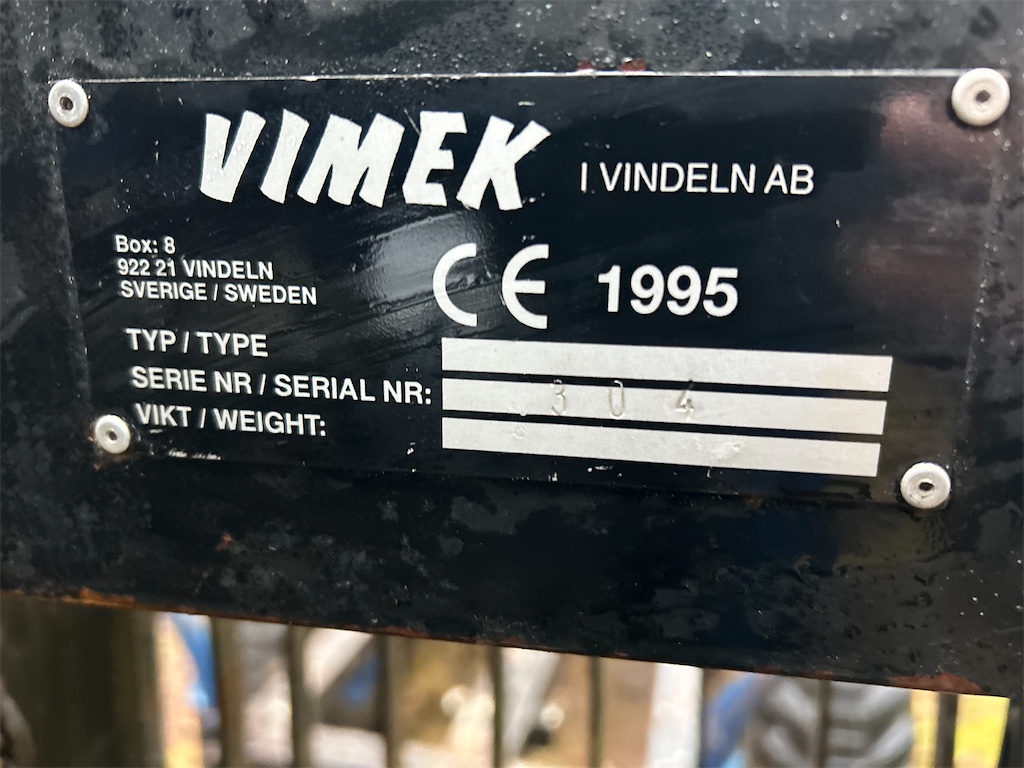 VIMEK I VINDELN AB
Box: 8
922 21 VINDELN
SVERIGE / SWEDEN
CE 1995
TYP / TYPE
SERIE NR / SERIAL NR: 304
VIKT / WEIGHT: